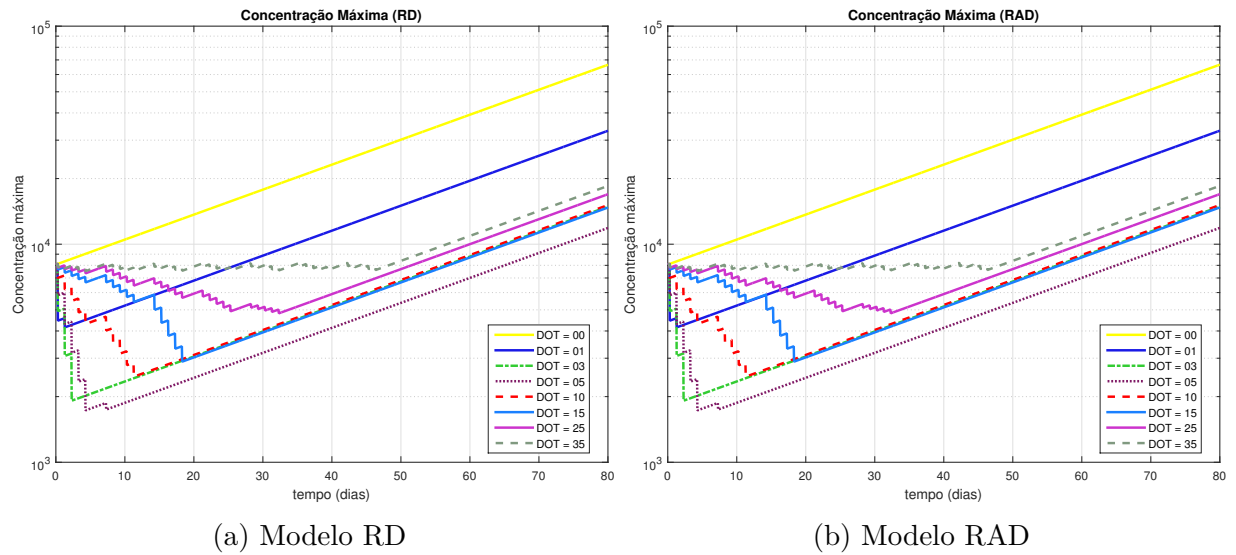 Concentração Máxima (RD)
Concentração máxima
10^5
10^4
10^3
0 10 20 30 40 50 60 70 80
tempo (dias)
DOT = 00
DOT = 01
DOT = 03
DOT = 05
DOT = 10
DOT = 15
DOT = 25
DOT = 35
(a) Modelo RD
Concentração Máxima (RAD)
Concentração máxima
10^5
10^4
10^3
0 10 20 30 40 50 60 70 80
tempo (dias)
DOT = 00
DOT = 01
DOT = 03
DOT = 05
DOT = 10
DOT = 15
DOT = 25
DOT = 35
(b) Modelo RAD